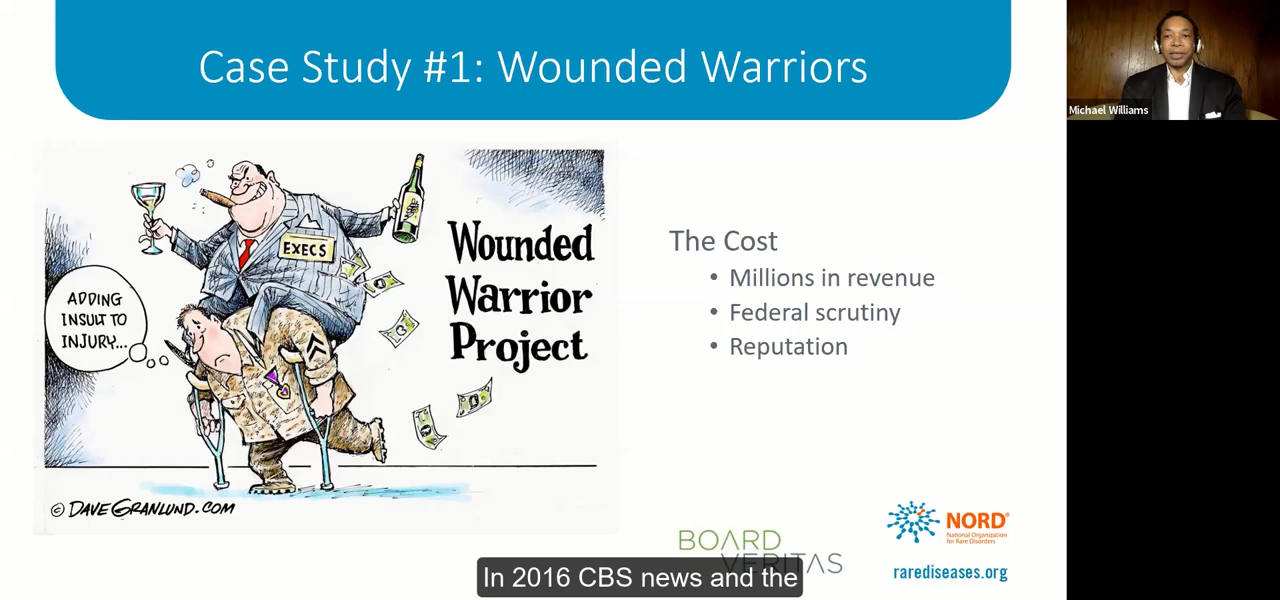 Case Study #1: Wounded Warriors
Michael Williams
EXECS
ADDING
INSULT TO
INJURY...
Wounded
Warrior
Project
© DAVEGRANLUND.COM
The Cost
• Millions in revenue
• Federal scrutiny
• Reputation
BOARD
VERITAS
NORD®
National Organization
for Rare Disorders
rarediseases.org
In 2016 CBS news and the